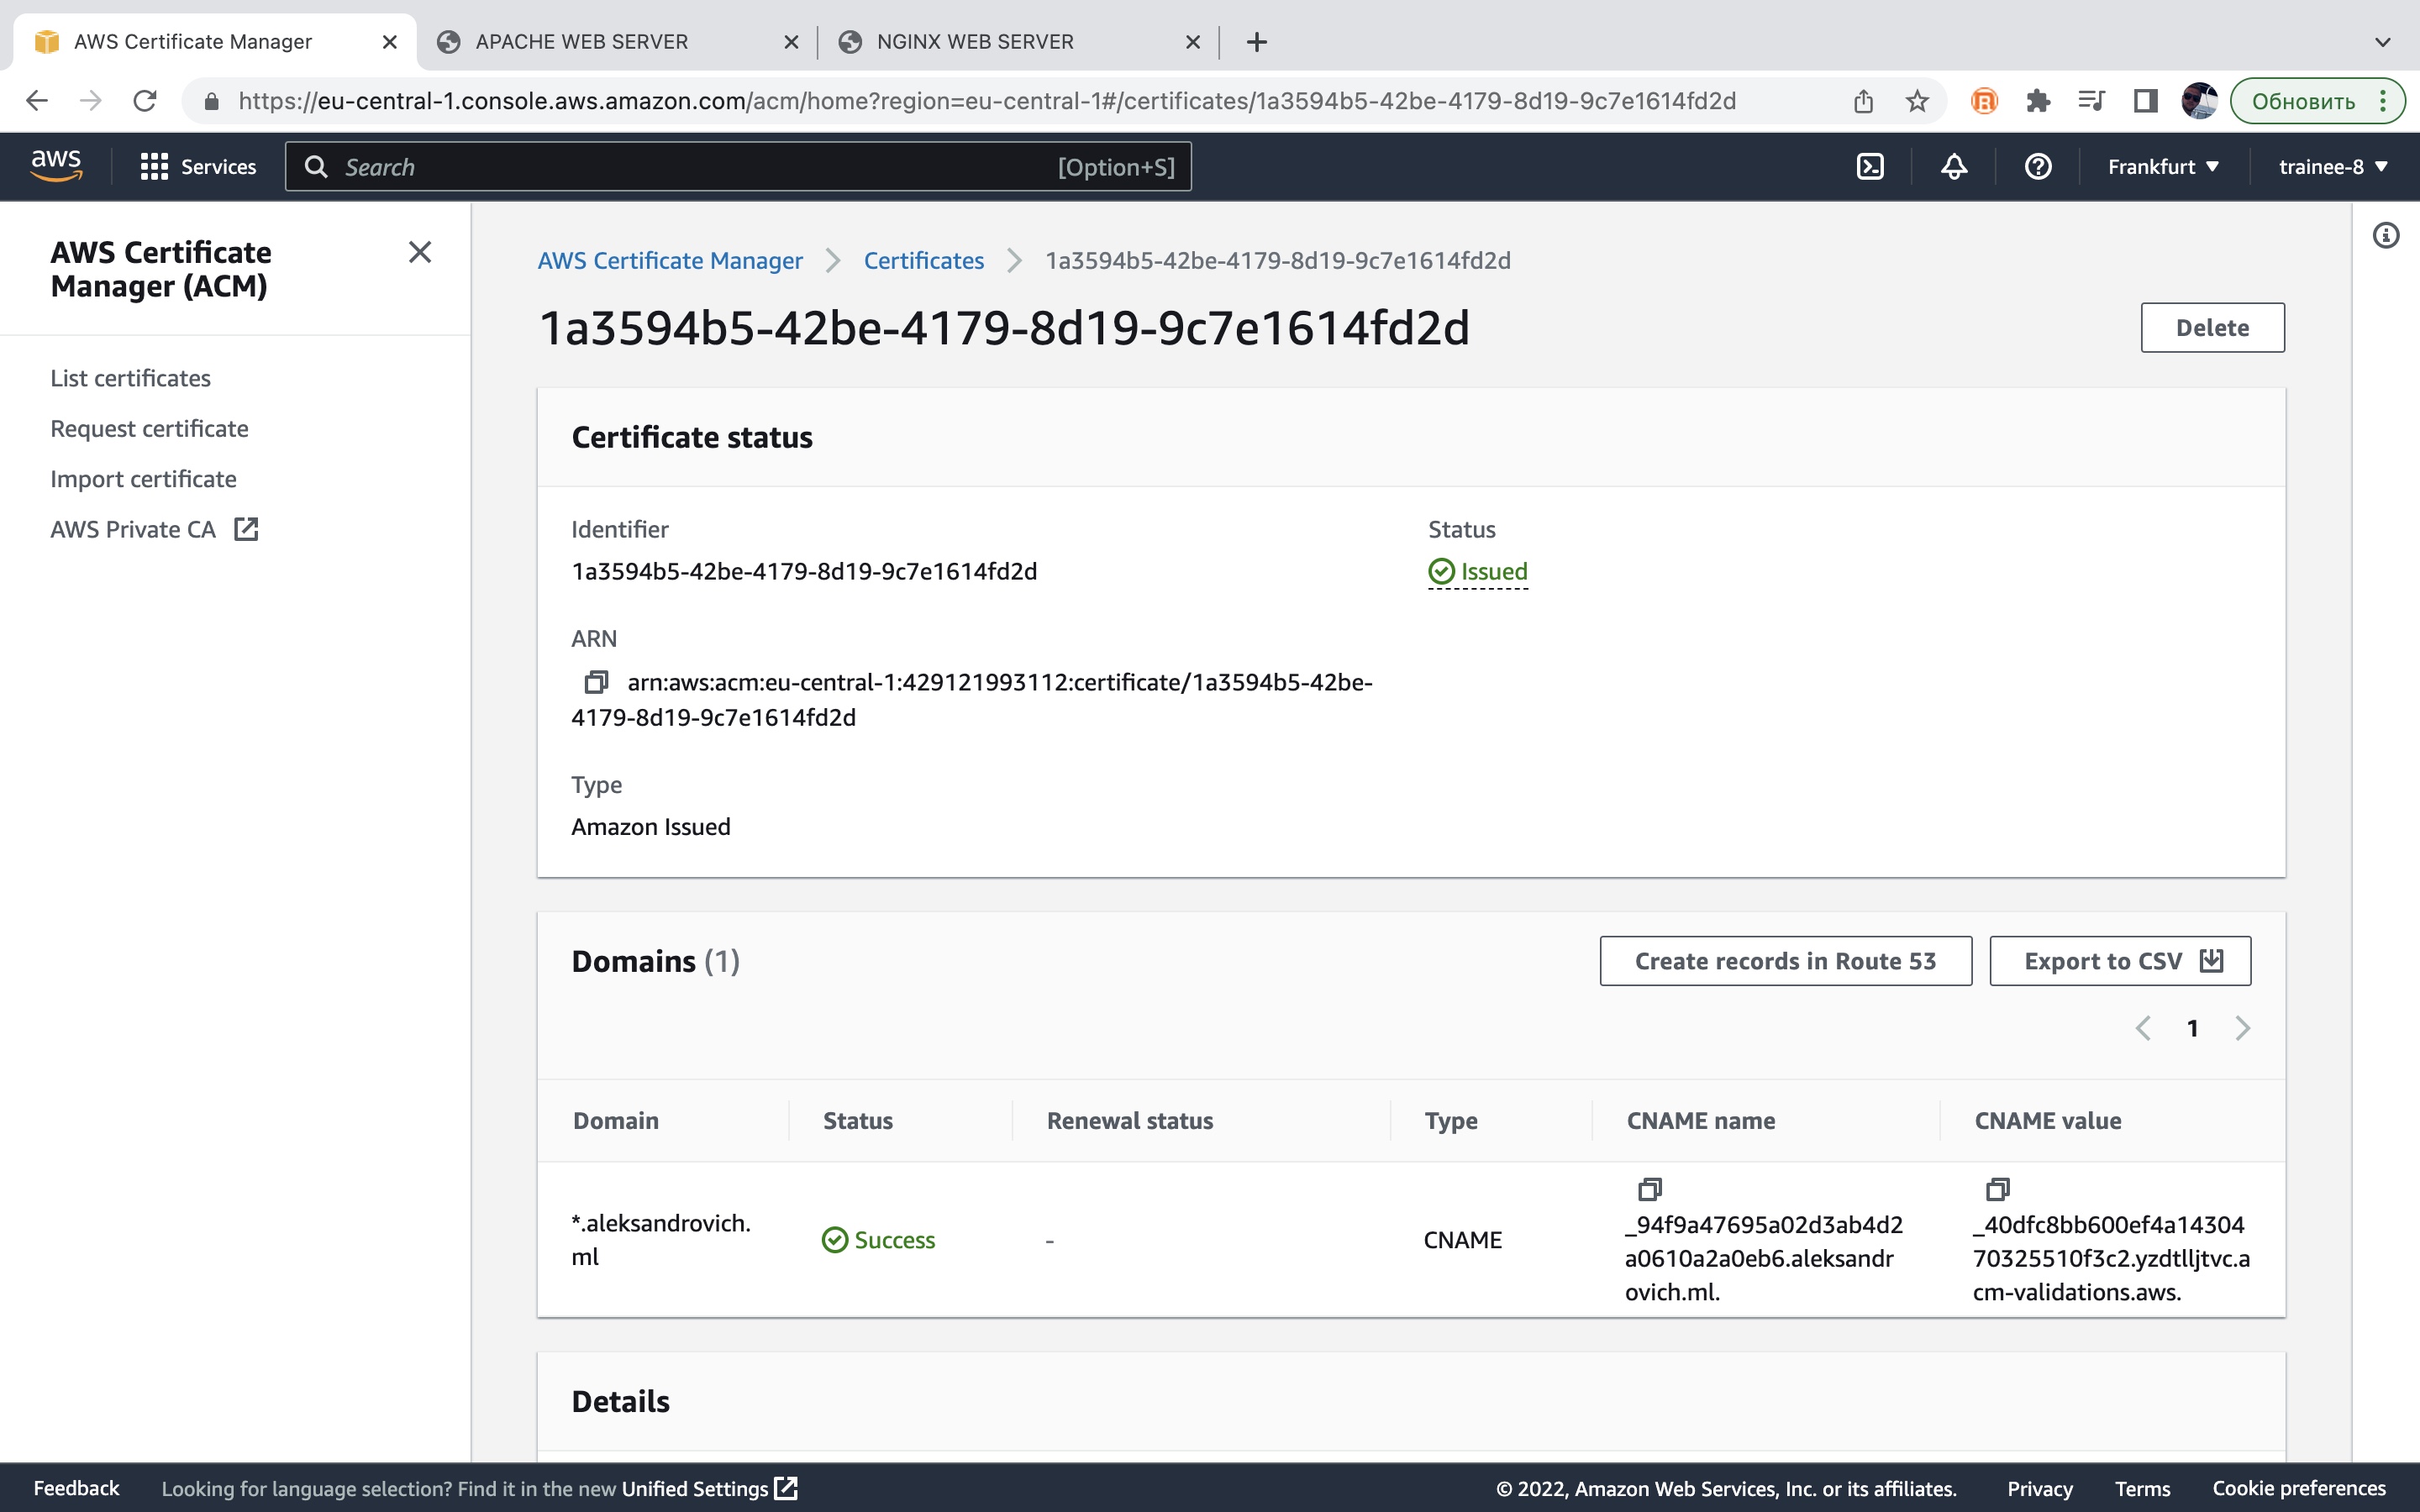 AWS Certificate Manager
APACHE WEB SERVER
NGINX WEB SERVER
https://eu-central-1.console.aws.amazon.com/acm/home?region=eu-central-1#/certificates/1a3594b5-42be-4179-8d19-9c7e1614fd2d
Обновить
aws
Services
Search
[Option+S]
Frankfurt
trainee-8
AWS Certificate
Manager (ACM)
List certificates
Request certificate
Import certificate
AWS Private CA
AWS Certificate Manager
Certificates
1a3594b5-42be-4179-8d19-9c7e1614fd2d
1a3594b5-42be-4179-8d19-9c7e1614fd2d
Delete
Certificate status
Identifier
1a3594b5-42be-4179-8d19-9c7e1614fd2d
Status
Issued
ARN
arn:aws:acm:eu-central-1:429121993112:certificate/1a3594b5-42be-
4179-8d19-9c7e1614fd2d
Type
Amazon Issued
Domains (1)
Create records in Route 53
Export to CSV
1
Domain
Status
Renewal status
Type
CNAME name
CNAME value
*.aleksandrovich.
ml
Success
-
CNAME
_94f9a47695a02d3ab4d2
a0610a2a0eb6.aleksandr
ovich.ml.
_40dfc8bb600ef4a14304
70325510f3c2.yzdtlljtvc.a
cm-validations.aws.
Details
Feedback
Looking for language selection? Find it in the new Unified Settings
© 2022, Amazon Web Services, Inc. or its affiliates.
Privacy
Terms
Cookie preferences